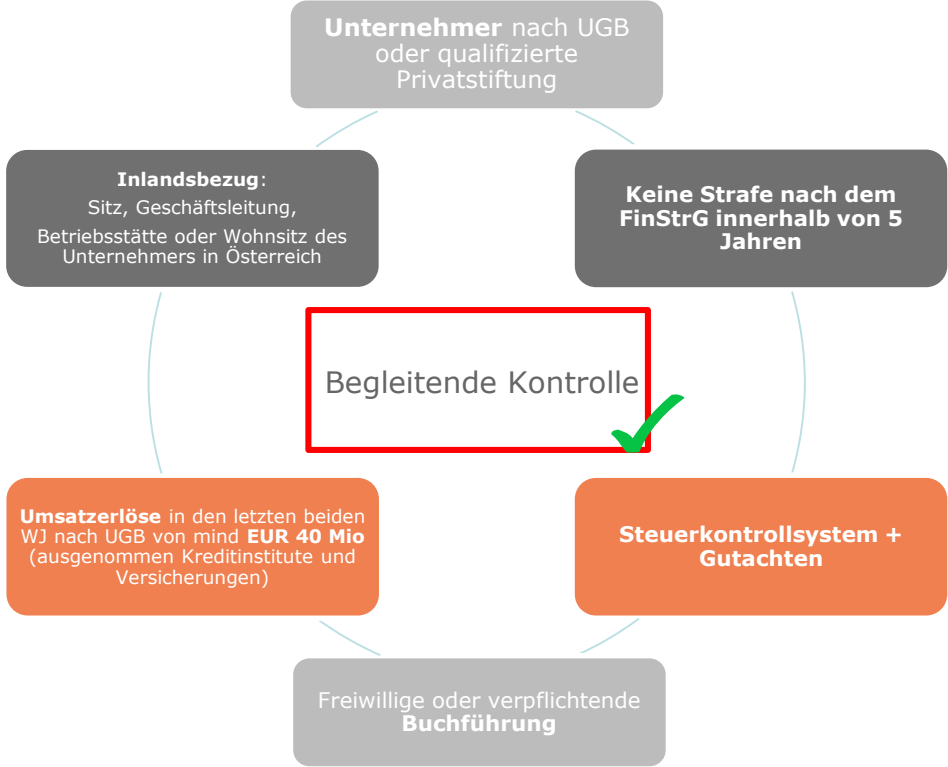 Unternehmer nach UGB
oder qualifizierte
Privatstiftung
Inlandsbezug:
Sitz, Geschäftsleitung,
Betriebsstätte oder Wohnsitz des
Unternehmers in Österreich
Keine Strafe nach dem
FinStrG innerhalb von 5
Jahren
Begleitende Kontrolle
Umsatzerlöse in den letzten beiden
WJ nach UGB von mind EUR 40 Mio
(ausgenommen Kreditinstitute und
Versicherungen)
Steuerkontrollsystem +
Gutachten
Freiwillige oder verpflichtende
Buchführung